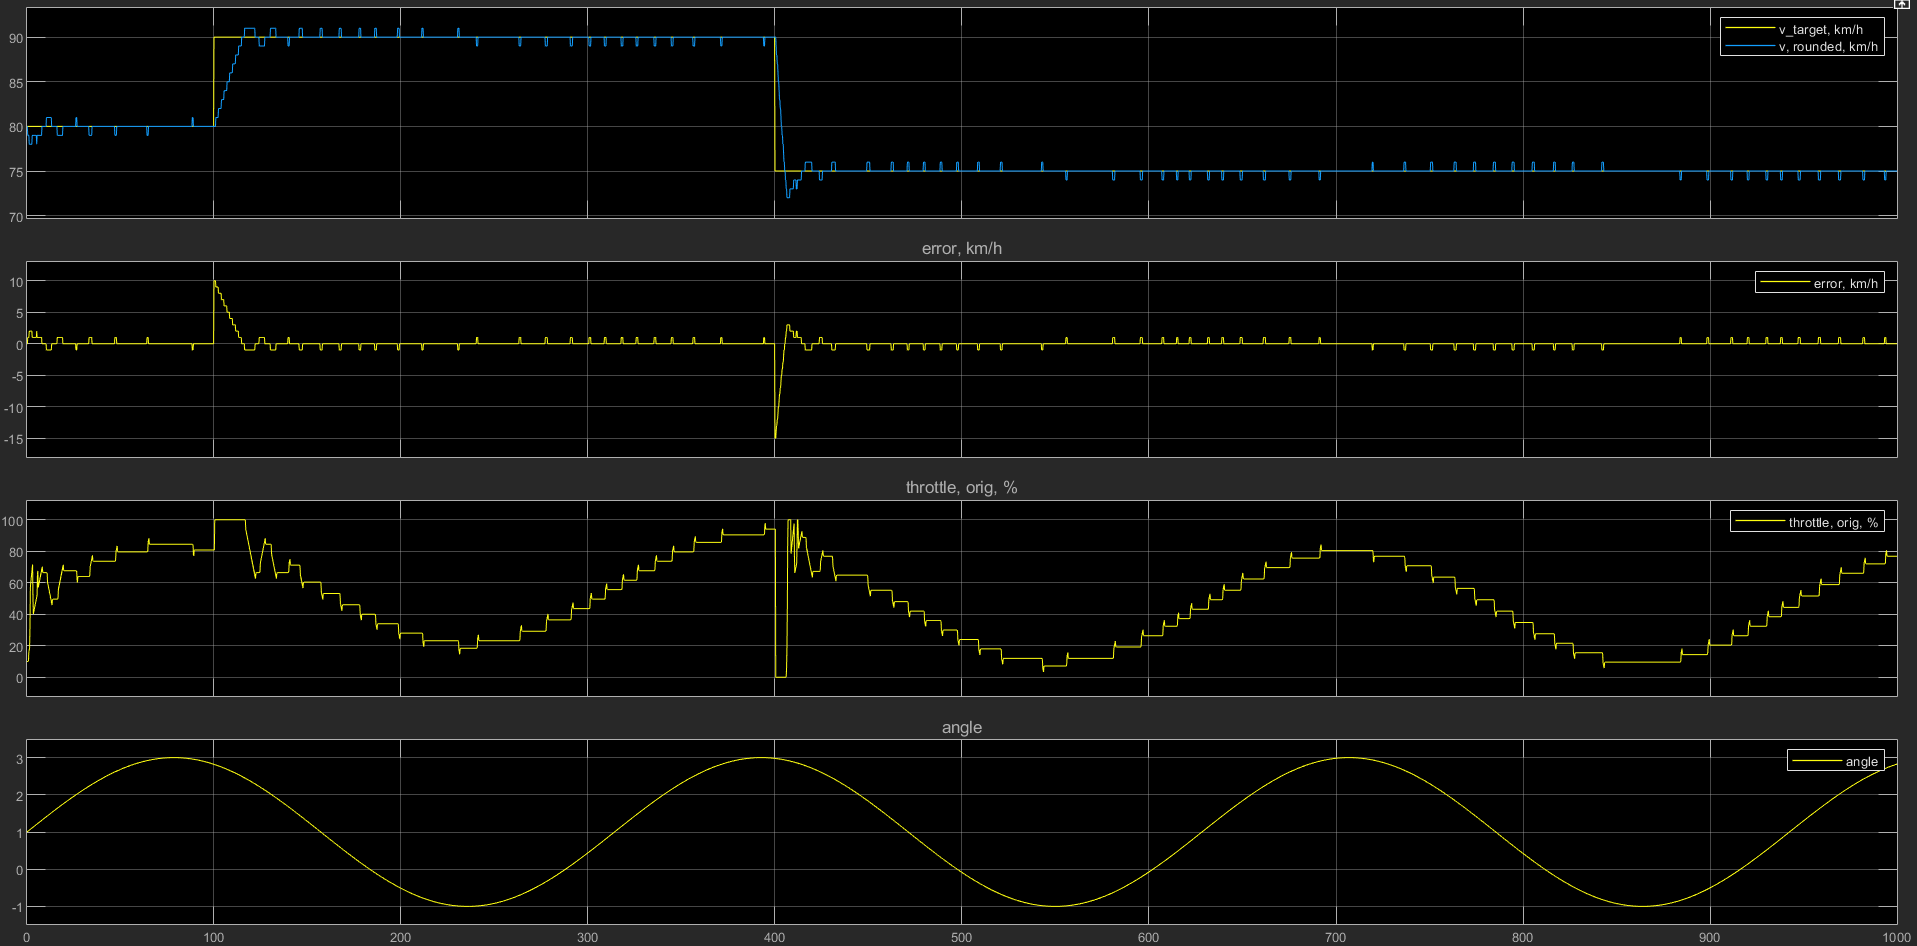 90
85
80
75
70
v_target, km/h
v, rounded, km/h
error, km/h
10
5
0
-5
-10
-15
error, km/h
throttle, orig, %
100
80
60
40
20
0
throttle, orig, %
angle
3
2
1
0
-1
angle
0 100 200 300 400 500 600 700 800 900 1000